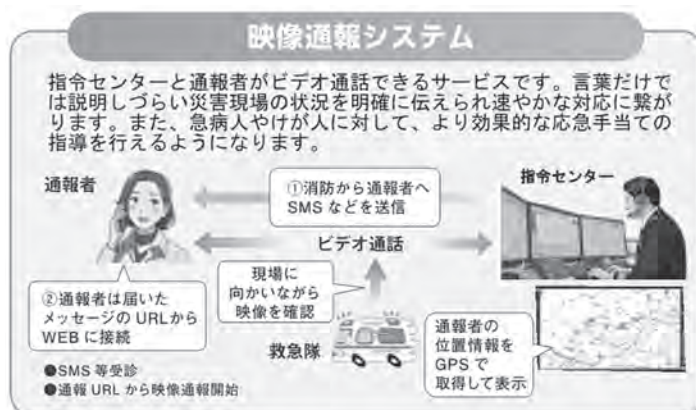 映像通報システム
指令センターと通報者がビデオ通話できるサービスです。言葉だけで
は説明しづらい災害現場の状況を明確に伝えられ速やかな対応に繋が
ります。また、急病人やけが人に対して、より効果的な応急手当ての
指導を行えるようになります。
通報者
①消防から通報者へ
SMS などを送信
指令センター
ビデオ通話
②通報者は届いた
メッセージの URLから
WEB に接続
現場に
向かいながら
映像を確認
救急隊
通報者の
位置情報を
GPS で
取得して表示
●SMS 等受診
●通報 URL から映像通報開始